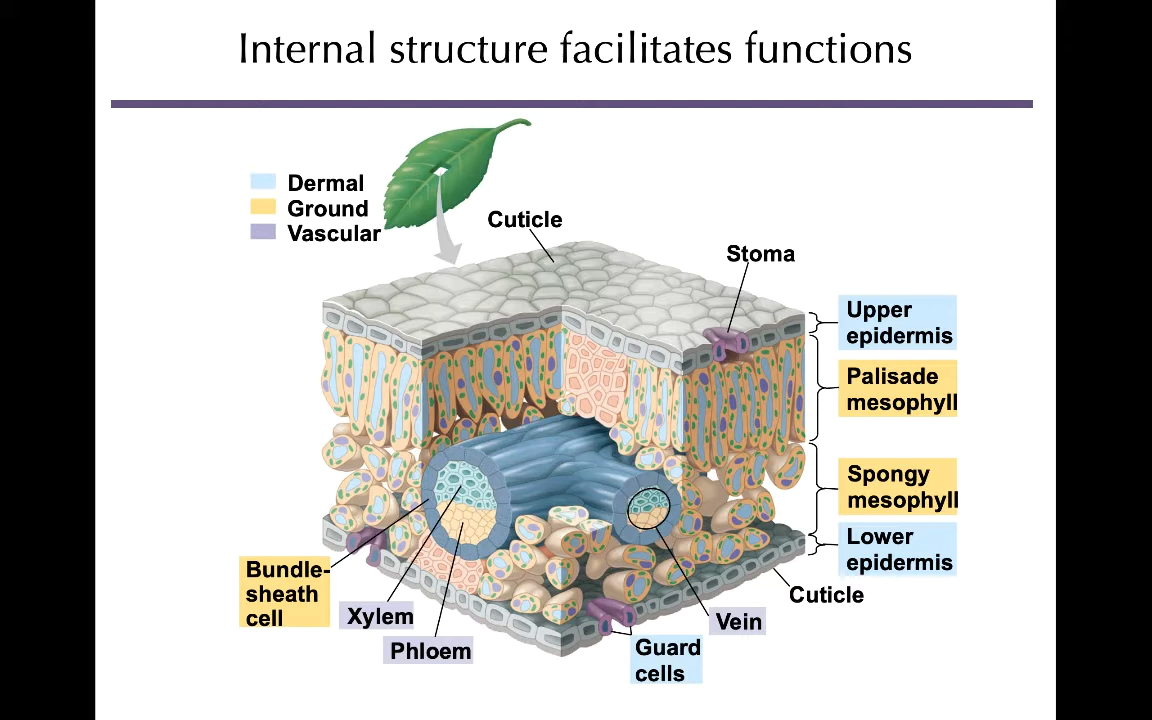 Internal structure facilitates functions
Dermal
Ground
Vascular
Cuticle
Stoma
Upper
epidermis
Palisade
mesophyll
Spongy
mesophyll
Lower
epidermis
Cuticle
Bundle-
sheath
cell
Xylem
Phloem
Vein
Guard
cells